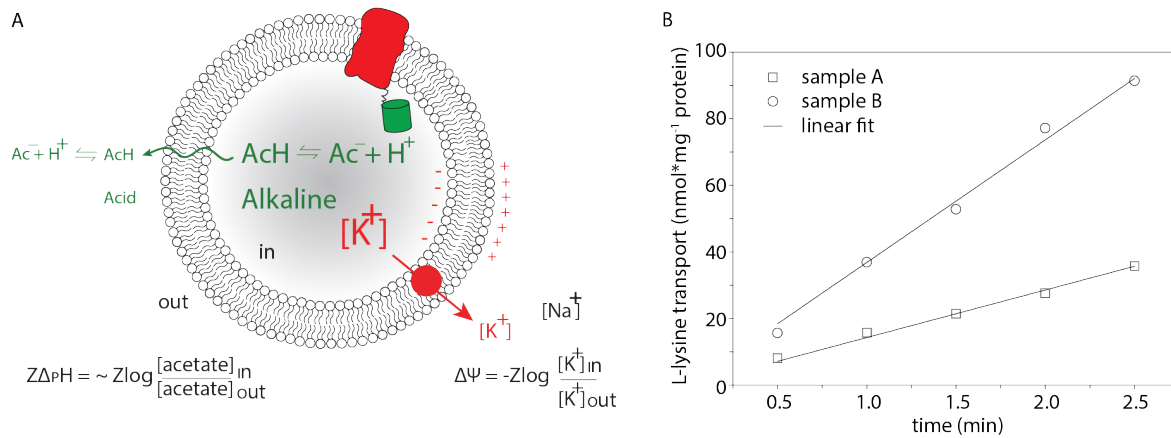 A
Ac⁻+ H⁺ ⇌ AcH
AcH ⇌ Ac⁻+ H⁺
Acid
Alkaline
[K⁺]
in
out
[Na⁺]
[K⁺]
ZΔPH = ~ Zlog [acetate]in
[acetate]out
ΔΨ = -Zlog [K⁺]in
[K⁺]out
- - - - -
+ + + + + + + +
B
sample A
sample B
linear fit
L-lysine transport (nmol*mg⁻¹ protein)
100
80
60
40
20
0
0.5 1.0 1.5 2.0 2.5
time (min)